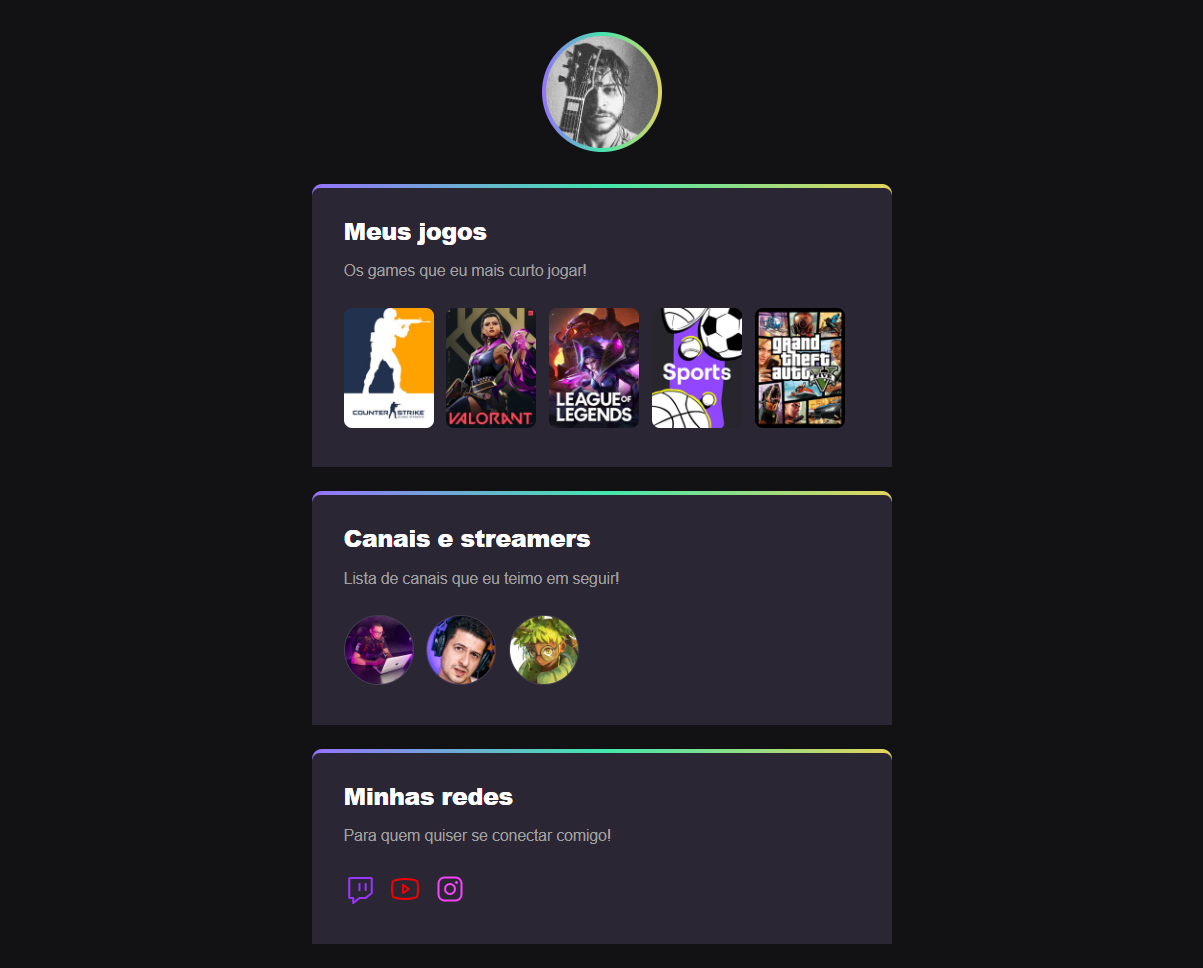 Meus jogos
Os games que eu mais curto jogar!
COUNTER STRIKE
VALORANT
LEAGUE OF
LEGENDS
Sports
grand
theft
auto V
FIVE
Canais e streamers
Lista de canais que eu teimo em seguir!
Minhas redes
Para quem quiser se conectar comigo!